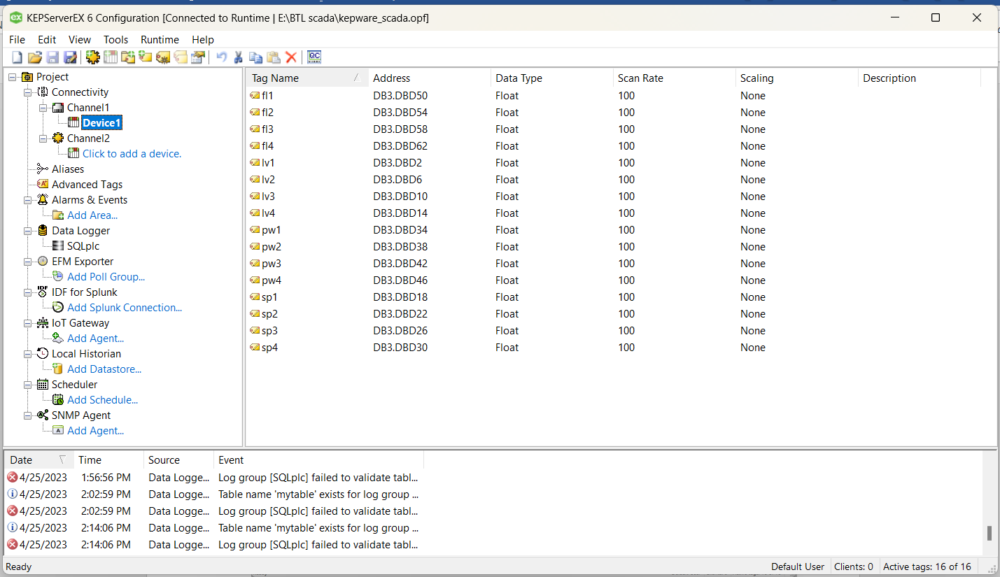 KEPServerEX 6 Configuration [Connected to Runtime | E:\BTL scada\kepware_scada.opf]
File Edit View Tools Runtime Help
Project
Connectivity
Channel1
Device1
Channel2
Click to add a device.
Aliases
Advanced Tags
Alarms & Events
Add Area...
Data Logger
SQLplc
EFM Exporter
Add Poll Group...
IDF for Splunk
Add Splunk Connection...
IoT Gateway
Add Agent...
Local Historian
Add Datastore...
Scheduler
Add Schedule...
SNMP Agent
Add Agent...
Tag Name Address Data Type Scan Rate Scaling Description
fl1 DB3.DBD50 Float 100 None
fl2 DB3.DBD54 Float 100 None
fl3 DB3.DBD58 Float 100 None
fl4 DB3.DBD62 Float 100 None
lv1 DB3.DBD2 Float 100 None
lv2 DB3.DBD6 Float 100 None
lv3 DB3.DBD10 Float 100 None
lv4 DB3.DBD14 Float 100 None
pw1 DB3.DBD34 Float 100 None
pw2 DB3.DBD38 Float 100 None
pw3 DB3.DBD42 Float 100 None
pw4 DB3.DBD46 Float 100 None
sp1 DB3.DBD18 Float 100 None
sp2 DB3.DBD22 Float 100 None
sp3 DB3.DBD26 Float 100 None
sp4 DB3.DBD30 Float 100 None
Date Time Source Event
4/25/2023 1:56:56 PM Data Logge... Log group [SQLplc] failed to validate tabl...
4/25/2023 2:02:59 PM Data Logge... Table name 'mytable' exists for log group ...
4/25/2023 2:02:59 PM Data Logge... Log group [SQLplc] failed to validate tabl...
4/25/2023 2:14:06 PM Data Logge... Table name 'mytable' exists for log group ...
4/25/2023 2:14:06 PM Data Logge... Log group [SQLplc] failed to validate tabl...
Ready Default User Clients: 0 Active tags: 16 of 16